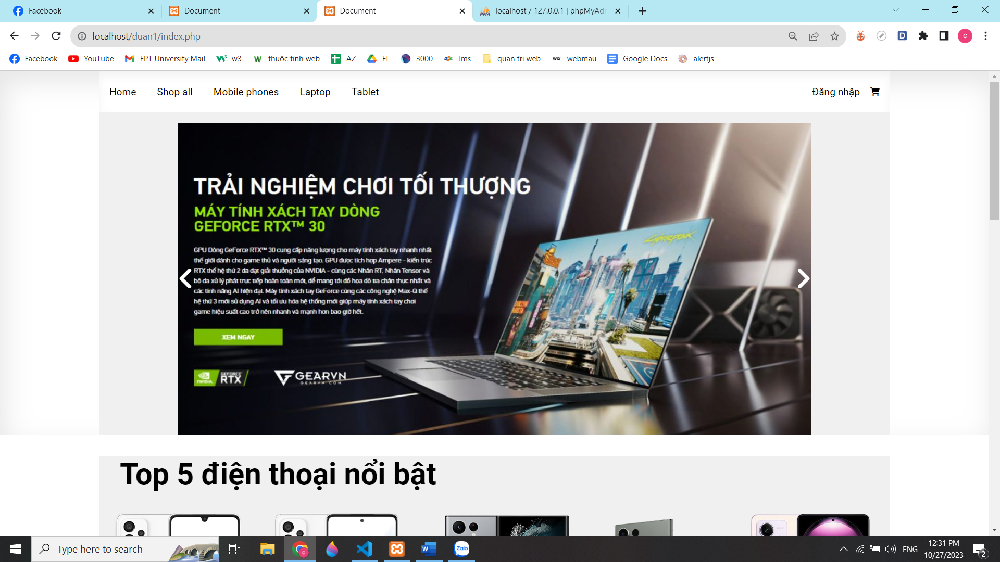 Facebook
Document
Document
localhost / 127.0.0.1 | phpMyAdr
localhost/duan1/index.php
Facebook
YouTube
FPT University Mail
w3
thuộc tính web
AZ
EL
3000
lms
quan tri web
WIX
webmau
Google Docs
alertjs
Home
Shop all
Mobile phones
Laptop
Tablet
Đăng nhập
TRẢI NGHIỆM CHƠI TỐI THƯỢNG
MÁY TÍNH XÁCH TAY DÒNG
GEFORCE RTX™ 30
GPU Dòng GeForce RTX™ 30 cung cấp năng lượng cho máy tính xách tay nhanh nhất
thế giới dành cho game thủ và người sáng tạo. GPU được tích hợp Ampere - kiến trúc
RTX thế hệ thứ 2 đã đạt giải thưởng của NVIDIA - cùng các Nhân RT, Nhân Tensor và
bộ đa xử lý phát trực tiếp hoàn toàn mới, để mang tới đồ họa dò tia chân thực nhất và
các tính năng AI hiện đại. Máy tính xách tay GeForce cùng các công nghệ Max-Q thế
hệ thứ 3 mới sử dụng AI và tối ưu hóa hệ thống mới giúp máy tính xách tay chơi
game hiệu suất cao trở nên nhanh và mạnh hơn bao giờ hết.
XEM NGAY
NVIDIA.
GEFORCE
RTX
GEARVN
GEARVN.COM
CYBERPUNK
Top 5 điện thoại nổi bật
Type here to search
Zalo
ENG
12:31 PM
10/27/2023
2